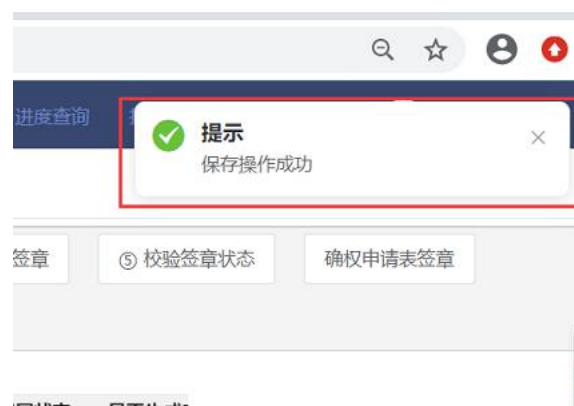 进度查询
提示
保存操作成功
签章
⑤ 校验签章状态
确权申请表签章